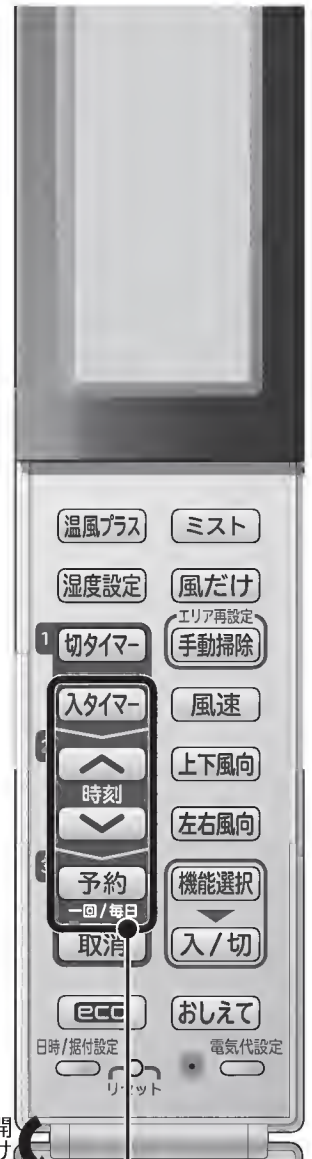 温風プラス ミスト
湿度設定 風だけ
エリア再設定
1 切タイマー 手動掃除
入タイマー 風速
2
上下風向
時刻
左右風向
3
予約 機能選択
一回/毎日
取消 入/切
eco おしえて
日時/据付設定 電気代設定
リセット
開
け